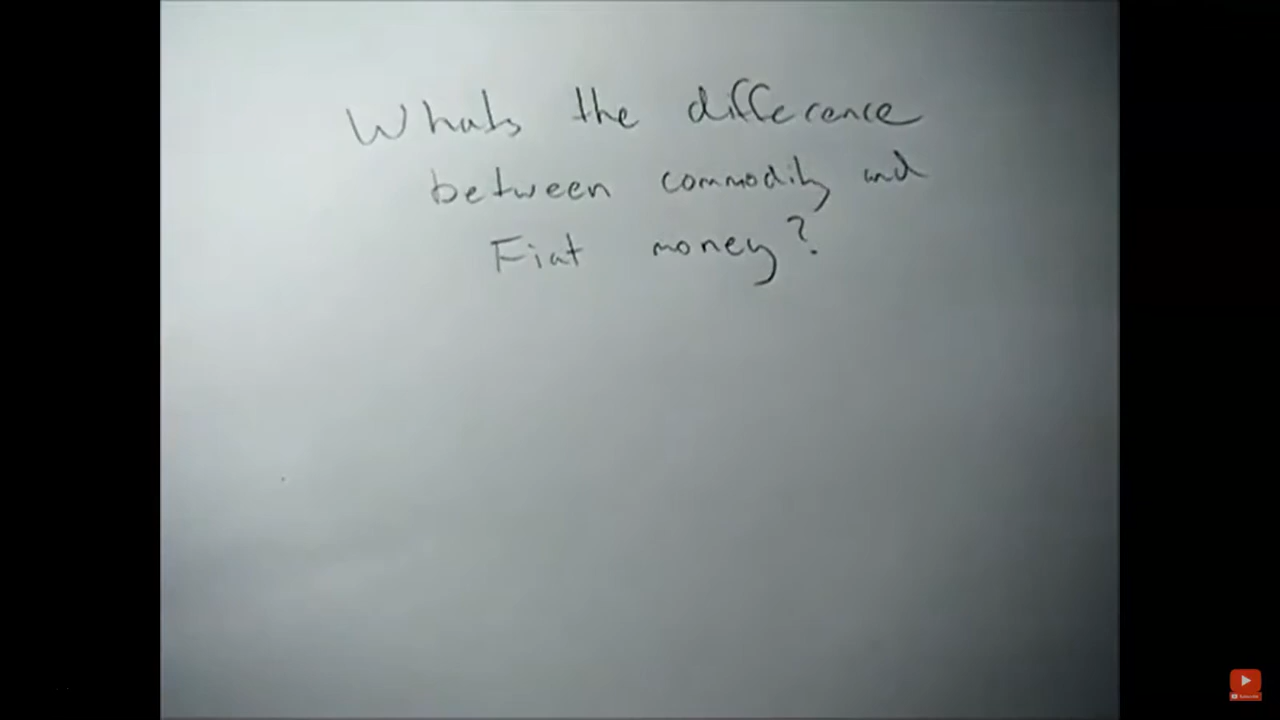 Whats the difference
between commodity and
Fiat money?